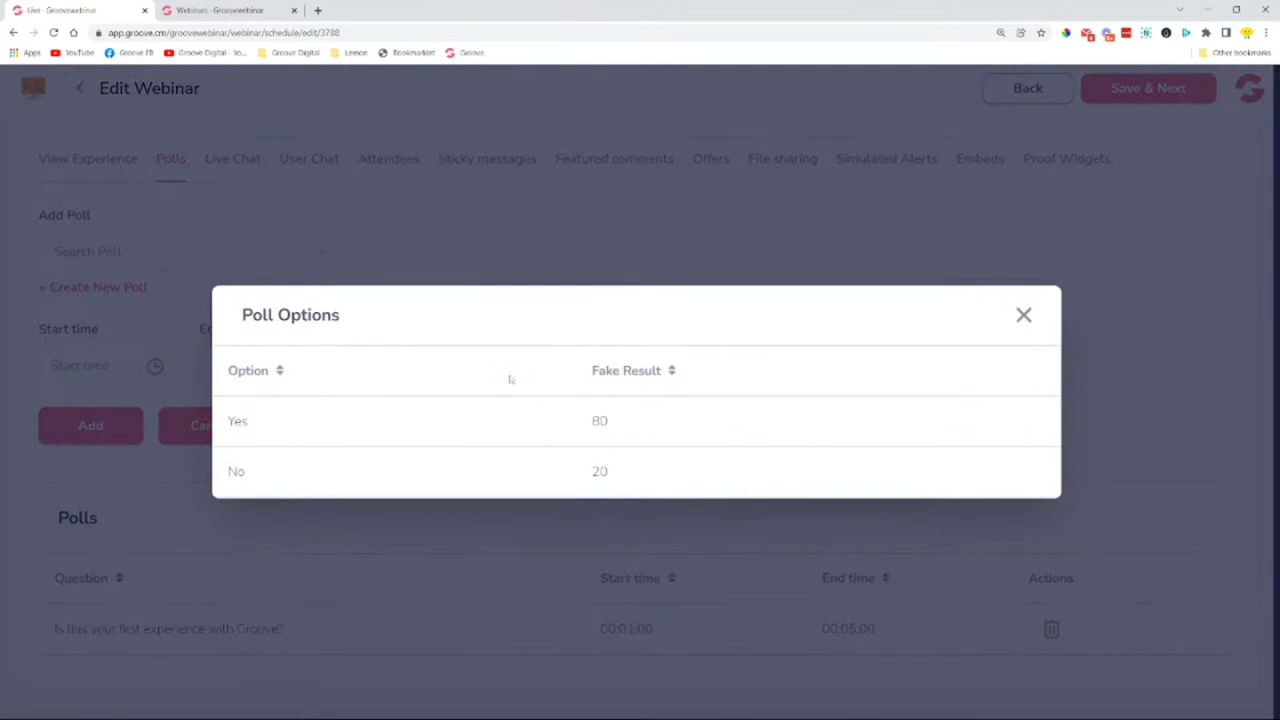 Live - Groovewebinar
Webinars - Groovewebinar
app.groove.cm/groovewebinar/webinar/schedule/edit/3788
Apps YouTube Groove FB Groove Digital - Yo... Groove Digital Lemon Bookmarklet Groove Other bookmarks
Edit Webinar Back Save & Next
View Experience Polls Live Chat User Chat Attendees Sticky messages Featured comments Offers File sharing Simulated Alerts Embeds Proof Widgets
Add Poll
Search Poll
+ Create New Poll
Poll Options
Start time
Start time
Option Fake Result
Yes 80
Add
No 20
Polls
Question Start time End time Actions
Is this your first experience with Groove? 00:01:00 00:05:00